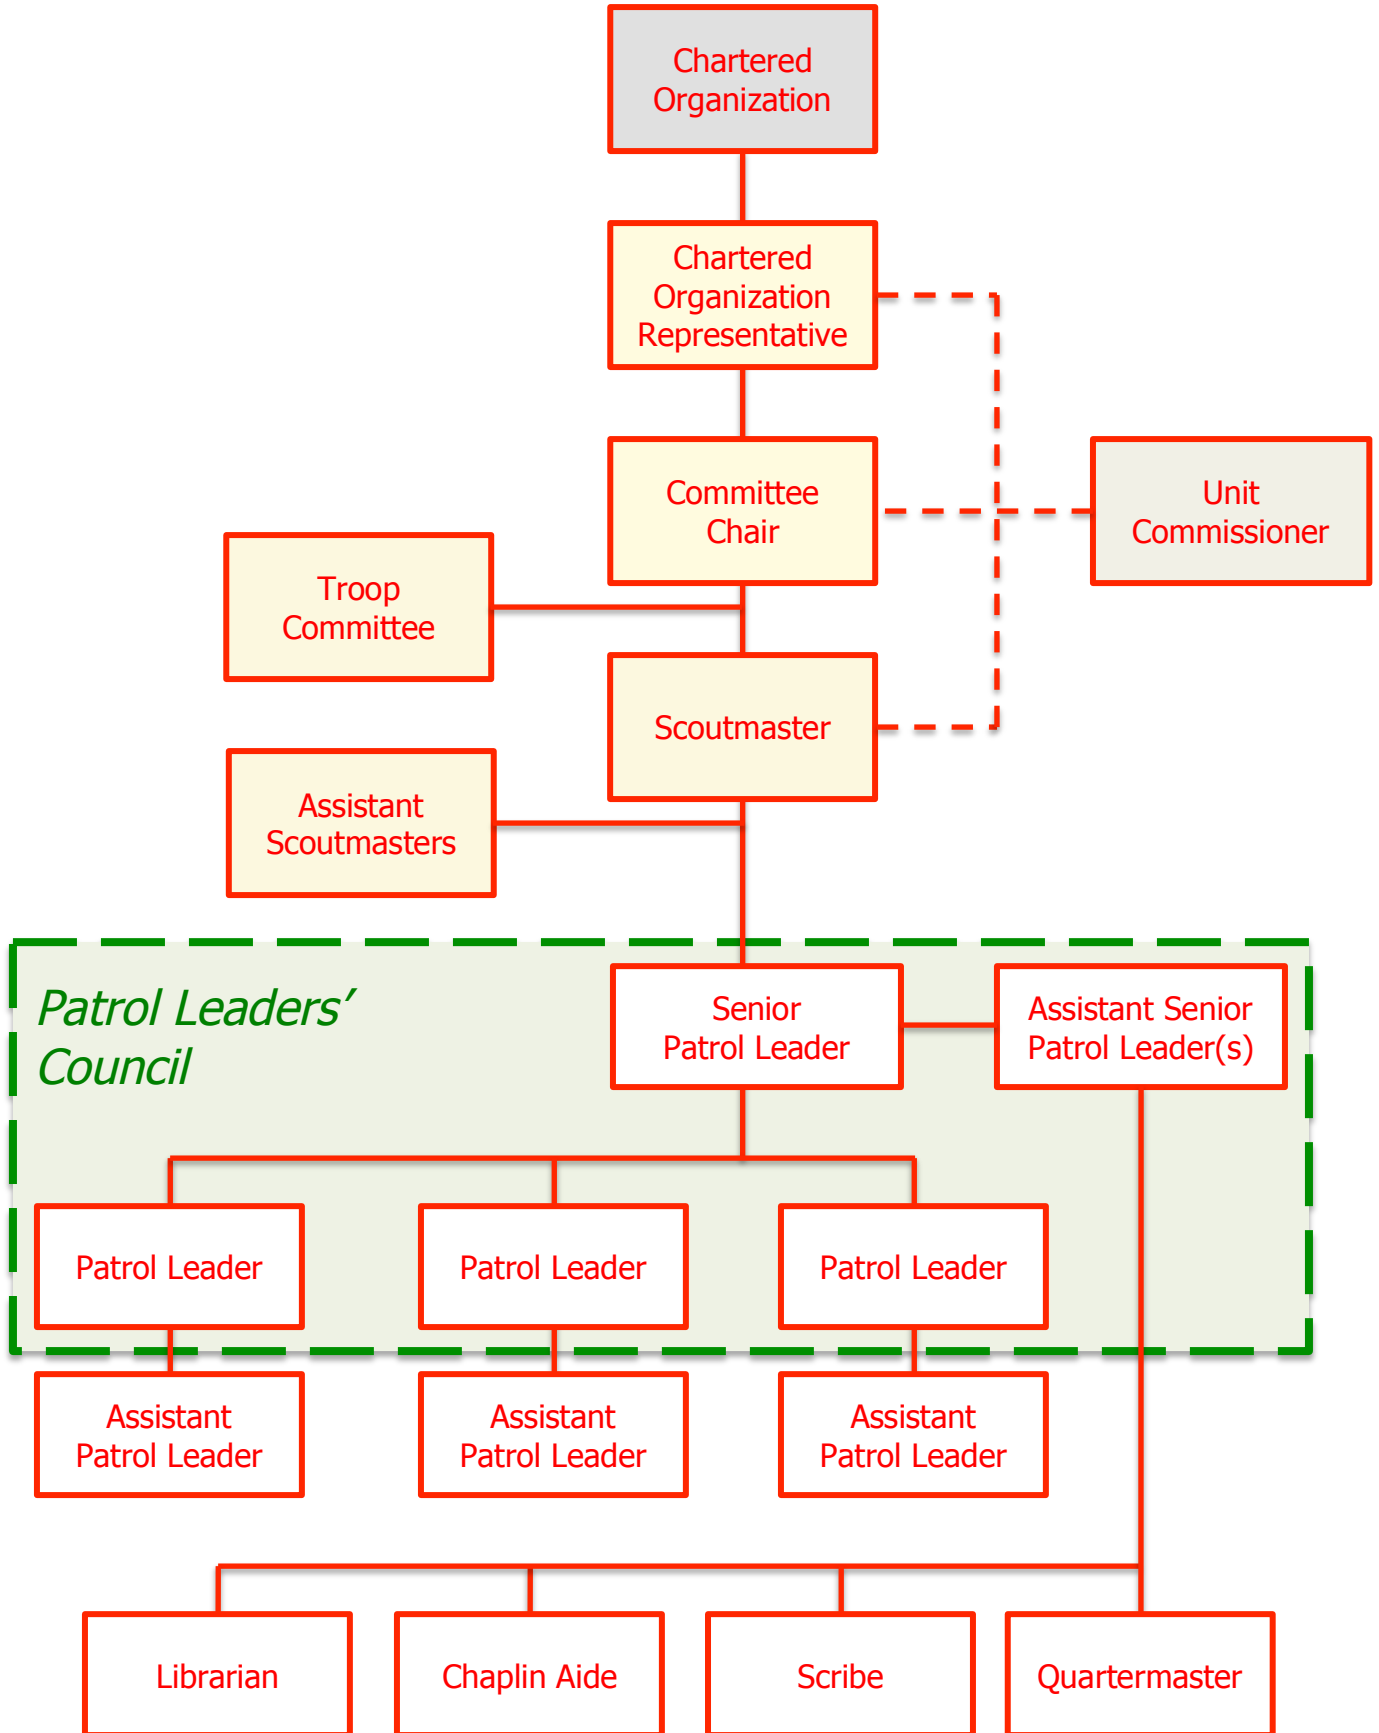 Chartered
Organization
Chartered
Organization
Representative
Committee
Chair
Unit
Commissioner
Troop
Committee
Scoutmaster
Assistant
Scoutmasters
Patrol Leaders’
Council
Senior
Patrol Leader
Assistant Senior
Patrol Leader(s)
Patrol Leader
Patrol Leader
Patrol Leader
Assistant
Patrol Leader
Assistant
Patrol Leader
Assistant
Patrol Leader
Librarian
Chaplin Aide
Scribe
Quartermaster